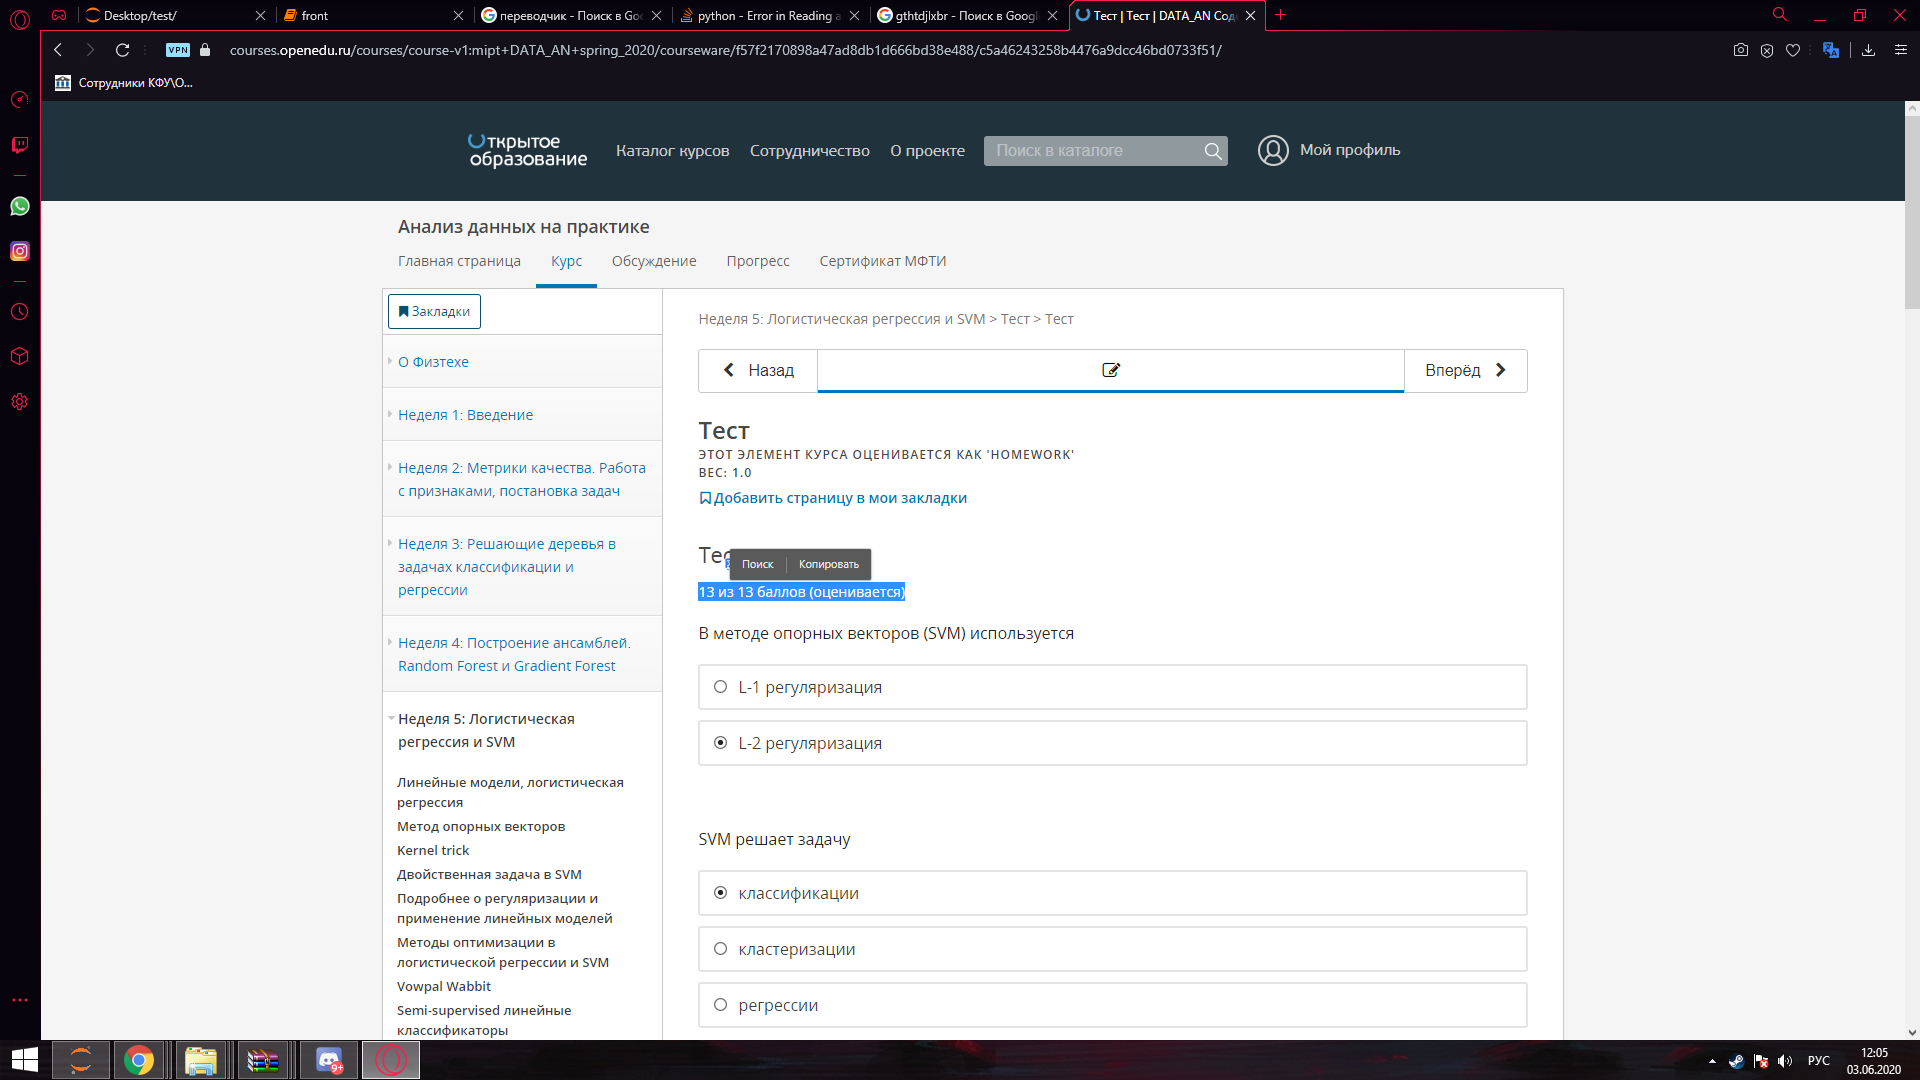 Desktop/test/
front
переводчик - Поиск в Goo
python - Error in Reading a
gthtdjlxbr - Поиск в Google
Тест | Тест | DATA_AN Соде
VPN
courses.openedu.ru/courses/course-v1:mipt+DATA_AN+spring_2020/courseware/f57f2170898a47ad8db1d666bd38e488/c5a46243258b4476a9dcc46bd0733f51/
Сотрудники КФУ\О...
ткрытое
образование
Каталог курсов
Сотрудничество
О проекте
Поиск в каталоге
Мой профиль
Анализ данных на практике
Главная страница
Курс
Обсуждение
Прогресс
Сертификат МФТИ
Закладки
О Физтехе
Неделя 1: Введение
Неделя 2: Метрики качества. Работа
с признаками, постановка задач
Неделя 3: Решающие деревья в
задачах классификации и
регрессии
Неделя 4: Построение ансамблей.
Random Forest и Gradient Forest
Неделя 5: Логистическая
регрессия и SVM
Линейные модели, логистическая
регрессия
Метод опорных векторов
Kernel trick
Двойственная задача в SVM
Подробнее о регуляризации и
применение линейных моделей
Методы оптимизации в
логистической регрессии и SVM
Vowpal Wabbit
Semi-supervised линейные
классификаторы
Неделя 5: Логистическая регрессия и SVM > Тест > Тест
Назад
Вперёд
Тест
ЭТОТ ЭЛЕМЕНТ КУРСА ОЦЕНИВАЕТСЯ КАК 'HOMEWORK'
ВЕС: 1.0
Добавить страницу в мои закладки
Тес
Поиск
Копировать
13 из 13 баллов (оценивается)
В методе опорных векторов (SVM) используется
L-1 регуляризация
L-2 регуляризация
SVM решает задачу
классификации
кластеризации
регрессии
9+
РУС
12:05
03.06.2020